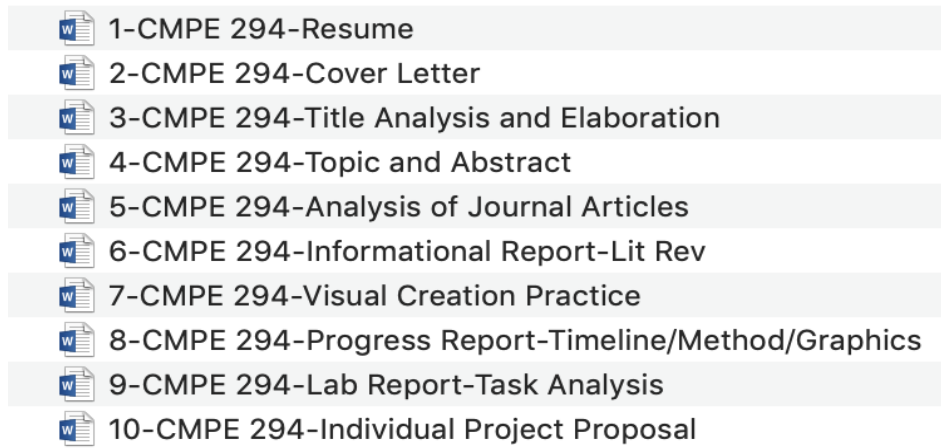 1-CMPE 294-Resume
2-CMPE 294-Cover Letter
3-CMPE 294-Title Analysis and Elaboration
4-CMPE 294-Topic and Abstract
5-CMPE 294-Analysis of Journal Articles
6-CMPE 294-Informational Report-Lit Rev
7-CMPE 294-Visual Creation Practice
8-CMPE 294-Progress Report-Timeline/Method/Graphics
9-CMPE 294-Lab Report-Task Analysis
10-CMPE 294-Individual Project Proposal